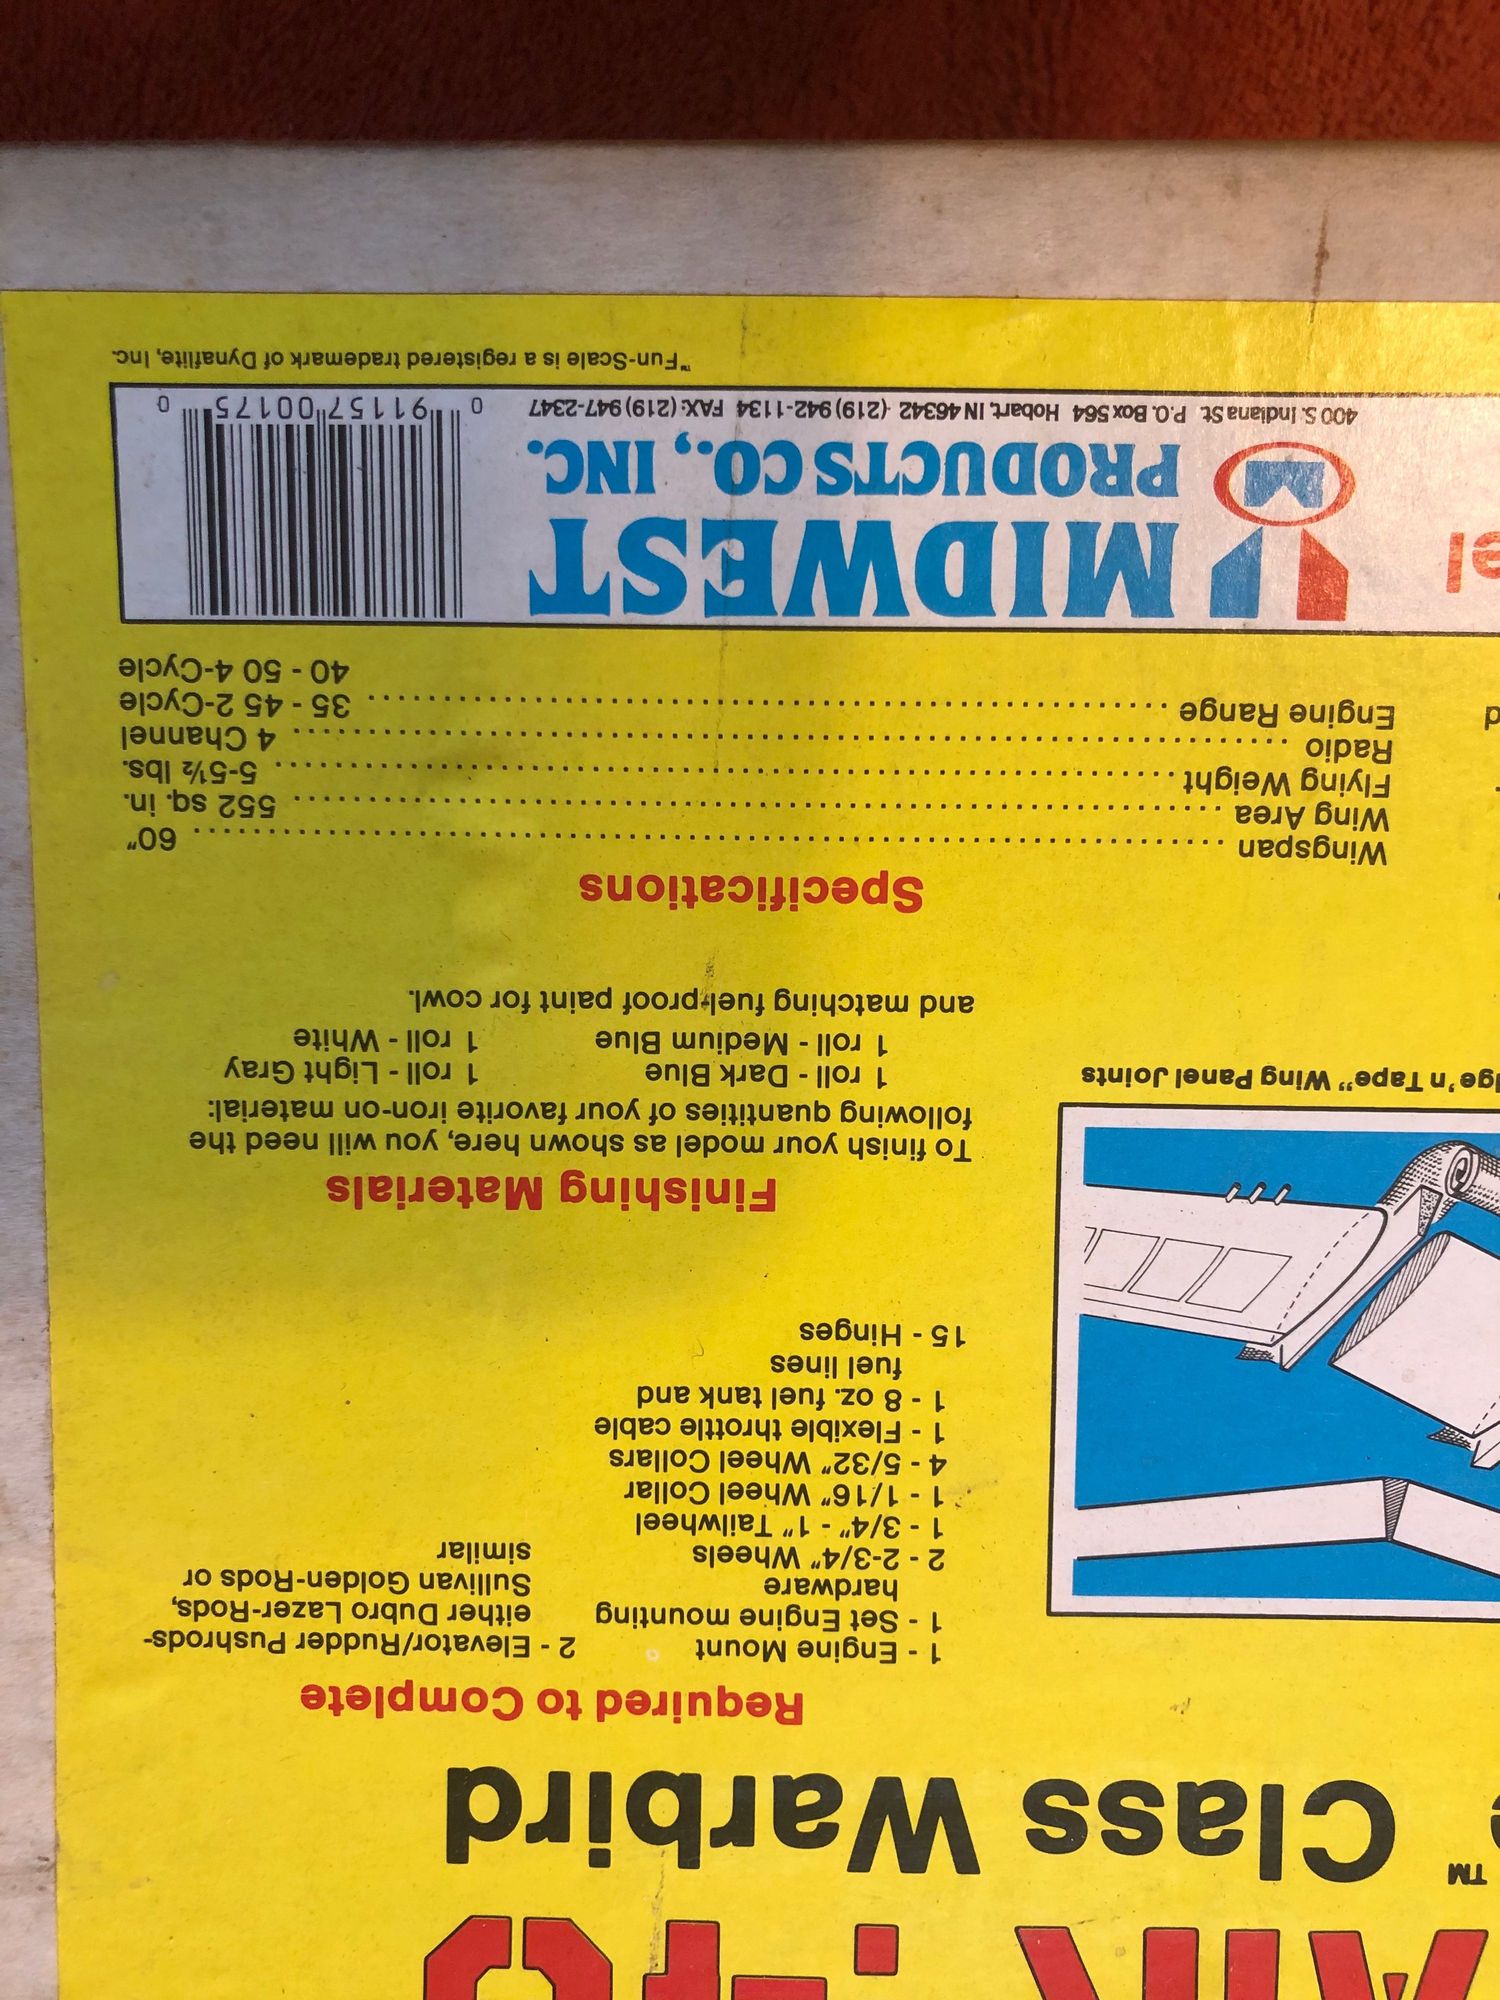 ™
Class Warbird
Required to Complete
1 - Engine Mount
1 - Set Engine mounting
hardware
2 - 2-3/4" Wheels
1 - 3/4" - 1" Tailwheel
1 - 1/16" Wheel Collar
4 - 5/32" Wheel Collars
1 - Flexible throttle cable
1 - 8 oz. fuel tank and
fuel lines
15 - Hinges
2 - Elevator/Rudder Pushrods-
either Dubro Lazer-Rods,
Sullivan Golden-Rods or
similar
'n Tape" Wing Panel Joints
Finishing Materials
To finish your model as shown here, you will need the
following quantities of your favorite iron-on material:
1 roll - Dark Blue 1 roll - Light Gray
1 roll - Medium Blue 1 roll - White
and matching fuel-proof paint for cowl.
Specifications
Wingspan 60"
Wing Area 552 sq. in.
Flying Weight 5-5½ lbs.
Radio 4 Channel
Engine Range 35 - 45 2-Cycle
40 - 50 4-Cycle
MIDWEST
PRODUCTS CO., INC.
400 S. Indiana St. P.O. Box 564 Hobart, IN 46342 (219) 942-1134 FAX: (219) 947-2347
0 91157 00175 0
™Fun-Scale is a registered trademark of Dynaflite, Inc.